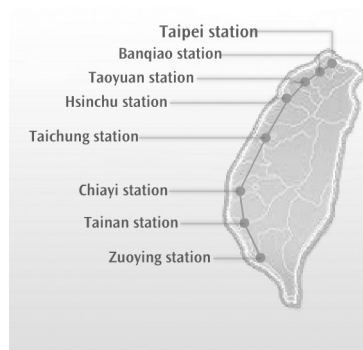 Taipei station
Banqiao station
Taoyuan station
Hsinchu station
Taichung station
Chiayi station
Tainan station
Zuoying station